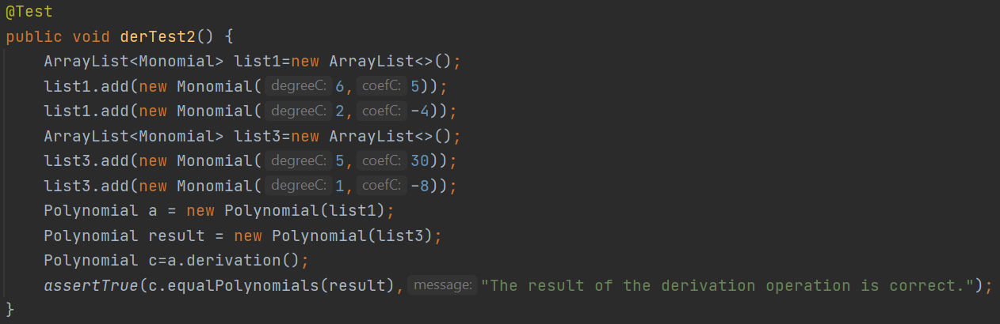 @Test
public void derTest2() {
    ArrayList<Monomial> list1=new ArrayList<>();
    list1.add(new Monomial( degreeC: 6, coefC: 5));
    list1.add(new Monomial( degreeC: 2, coefC: -4));
    ArrayList<Monomial> list3=new ArrayList<>();
    list3.add(new Monomial( degreeC: 5, coefC: 30));
    list3.add(new Monomial( degreeC: 1, coefC: -8));
    Polynomial a = new Polynomial(list1);
    Polynomial result = new Polynomial(list3);
    Polynomial c=a.derivation();
    assertTrue(c.equalPolynomials(result), message: "The result of the derivation operation is correct.");
}